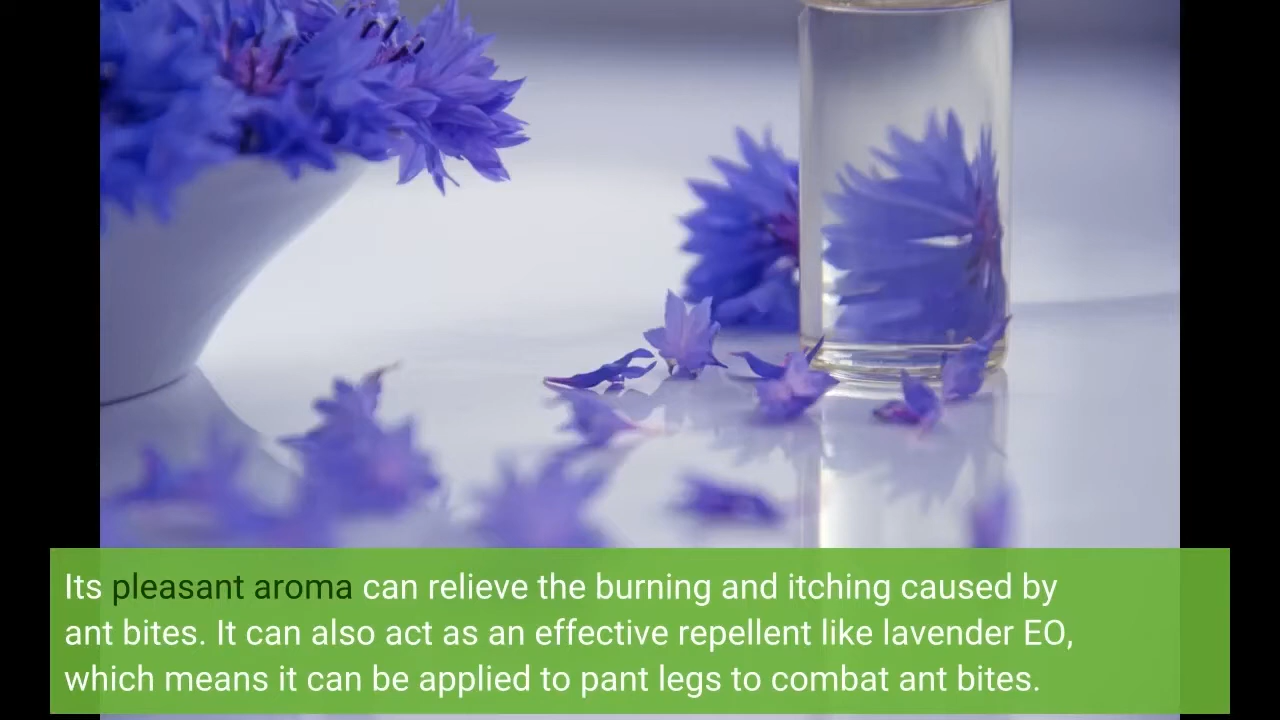 Its pleasant aroma can relieve the burning and itching caused by
ant bites. It can also act as an effective repellent like lavender EO,
which means it can be applied to pant legs to combat ant bites.